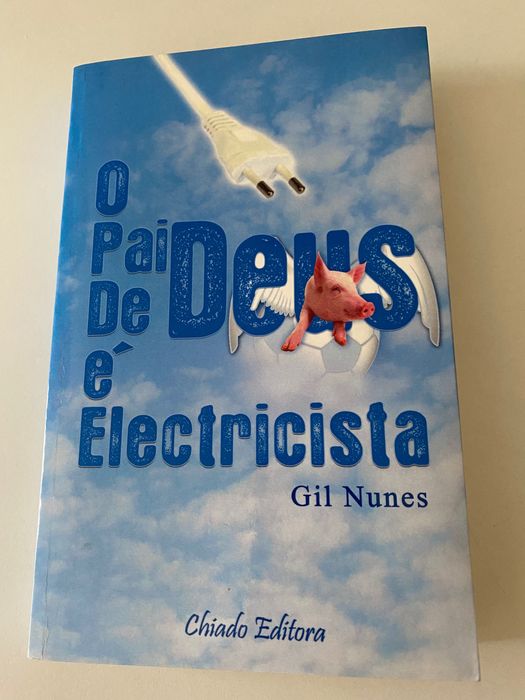 O
Pai
De Deus
é
Electricista
Gil Nunes
Chiado Editora